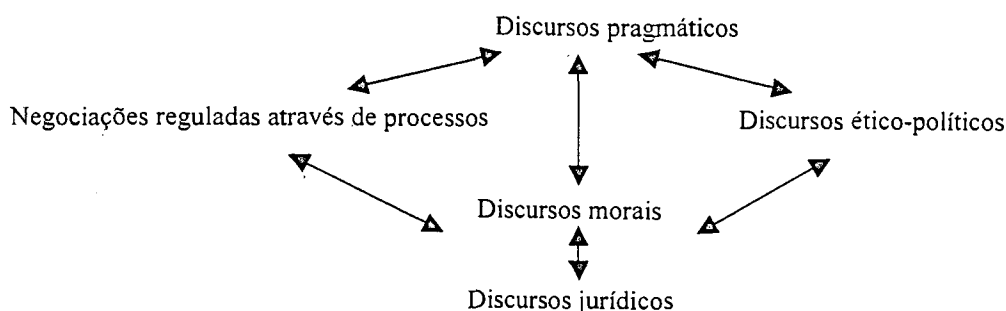 Discursos pragmáticos
Negociações reguladas através de processos
Discursos ético-políticos
Discursos morais
Discursos jurídicos